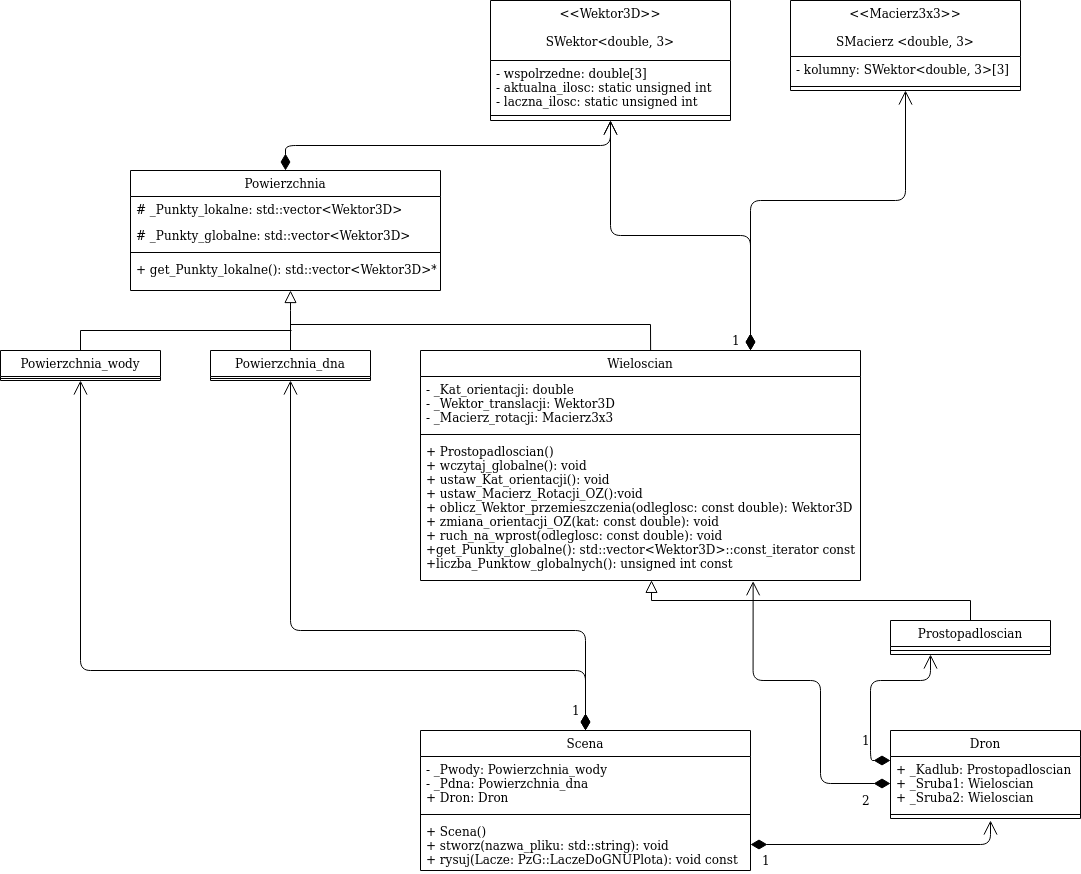 <<Wektor3D>>
SWektor<double, 3>
- wspolrzedne: double[3]
- aktualna_ilosc: static unsigned int
- laczna_ilosc: static unsigned int
<<Macierz3x3>>
SMacierz <double, 3>
- kolumny: SWektor<double, 3>[3]
Powierzchnia
# _Punkty_lokalne: std::vector<Wektor3D>
# _Punkty_globalne: std::vector<Wektor3D>
+ get_Punkty_lokalne(): std::vector<Wektor3D>*
Powierzchnia_wody
Powierzchnia_dna
1
Wieloscian
- _Kat_orientacji: double
- _Wektor_translacji: Wektor3D
- _Macierz_rotacji: Macierz3x3
+ Prostopadloscian()
+ wczytaj_globalne(): void
+ ustaw_Kat_orientacji(): void
+ ustaw_Macierz_Rotacji_OZ():void
+ oblicz_Wektor_przemieszczenia(odleglosc: const double): Wektor3D
+ zmiana_orientacji_OZ(kat: const double): void
+ ruch_na_wprost(odleglosc: const double): void
+get_Punkty_globalne(): std::vector<Wektor3D>::const_iterator const
+liczba_Punktow_globalnych(): unsigned int const
Prostopadloscian
1
Scena
- _Pwody: Powierzchnia_wody
- _Pdna: Powierzchnia_dna
+ Dron: Dron
+ Scena()
+ stworz(nazwa_pliku: std::string): void
+ rysuj(Lacze: PzG::LaczeDoGNUPlota): void const
1
2
Dron
+ _Kadlub: Prostopadloscian
+ _Sruba1: Wieloscian
+ _Sruba2: Wieloscian
1